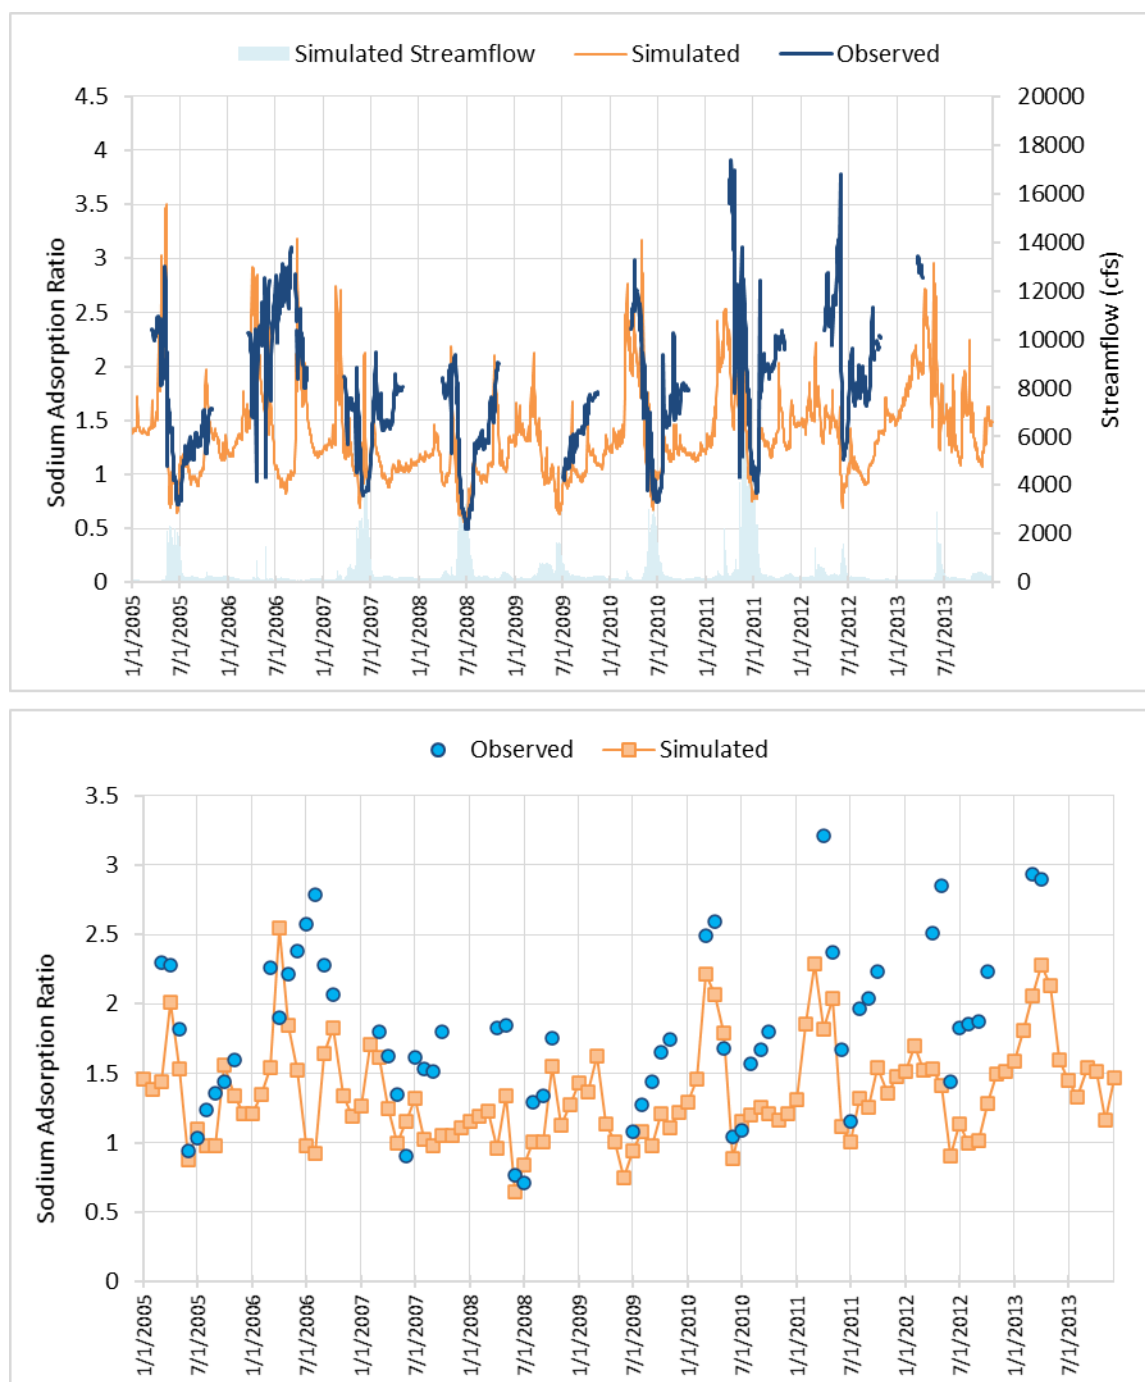 Simulated Streamflow Simulated Observed
4.5 20000
4 18000
3.5 16000
3 14000
2.5 12000
2 10000
1.5 8000
1 6000
0.5 4000
0 2000
0
Sodium Adsorption Ratio
Streamflow (cfs)
1/1/2005 7/1/2005 1/1/2006 7/1/2006 1/1/2007 7/1/2007 1/1/2008 7/1/2008 1/1/2009 7/1/2009 1/1/2010 7/1/2010 1/1/2011 7/1/2011 1/1/2012 7/1/2012 1/1/2013 7/1/2013
Observed Simulated
3.5
3
2.5
2
1.5
1
0.5
0
Sodium Adsorption Ratio
1/1/2005 7/1/2005 1/1/2006 7/1/2006 1/1/2007 7/1/2007 1/1/2008 7/1/2008 1/1/2009 7/1/2009 1/1/2010 7/1/2010 1/1/2011 7/1/2011 1/1/2012 7/1/2012 1/1/2013 7/1/2013